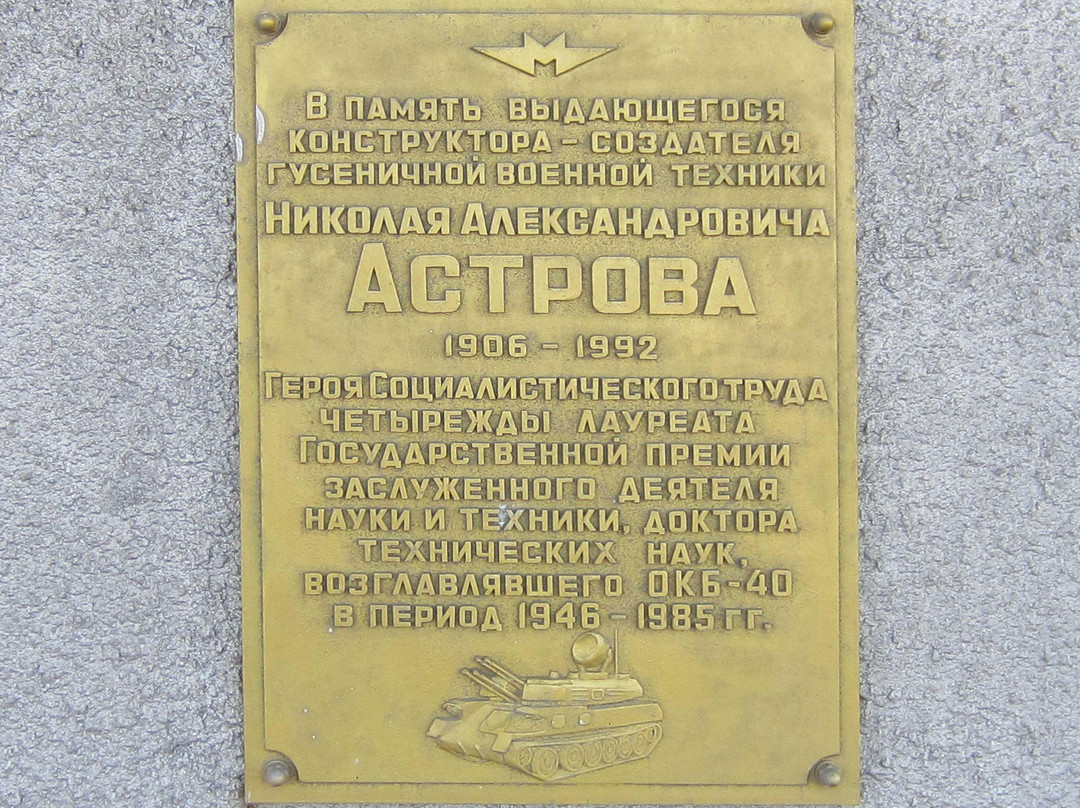 М
В ПАМЯТЬ ВЫДАЮЩЕГОСЯ
КОНСТРУКТОРА – СОЗДАТЕЛЯ
ГУСЕНИЧНОЙ ВОЕННОЙ ТЕХНИКИ
НИКОЛАЯ АЛЕКСАНДРОВИЧА
АСТРОВА
1906 – 1992
ГЕРОЯ СОЦИАЛИСТИЧЕСКОГО ТРУДА
ЧЕТЫРЕЖДЫ ЛАУРЕАТА
ГОСУДАРСТВЕННОЙ ПРЕМИИ
ЗАСЛУЖЕННОГО ДЕЯТЕЛЯ
НАУКИ И ТЕХНИКИ, ДОКТОРА
ТЕХНИЧЕСКИХ НАУК,
ВОЗГЛАВЛЯВШЕГО ОКБ-40
В ПЕРИОД 1946 – 1985 ГГ.